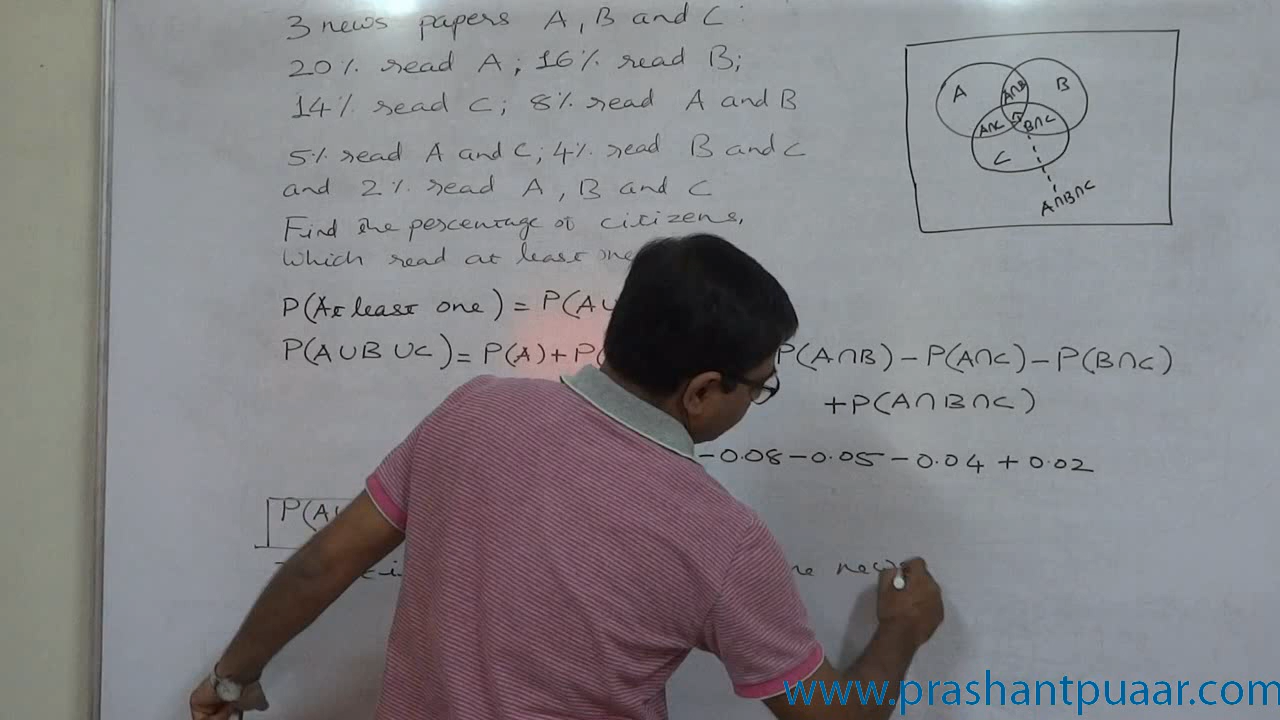 3 news papers A, B and C:
20% read A; 16% read B;
14% read C; 8% read A and B
5% read A and C; 4% read B and C
and 2% read A, B and C
Find the percentage of citizens,
Which read at least
P(At least one) = P(A∪
P(A∪B∪C) = P(A)+P( P(A∩B) – P(A∩C) – P(B∩C)
+P(A∩B∩C)
–0.08–0.05–0.04+0.02
P(A
news
A
B
A∩B
A∩C
B∩C
C
A∩B∩C
www.prashantpuaar.com